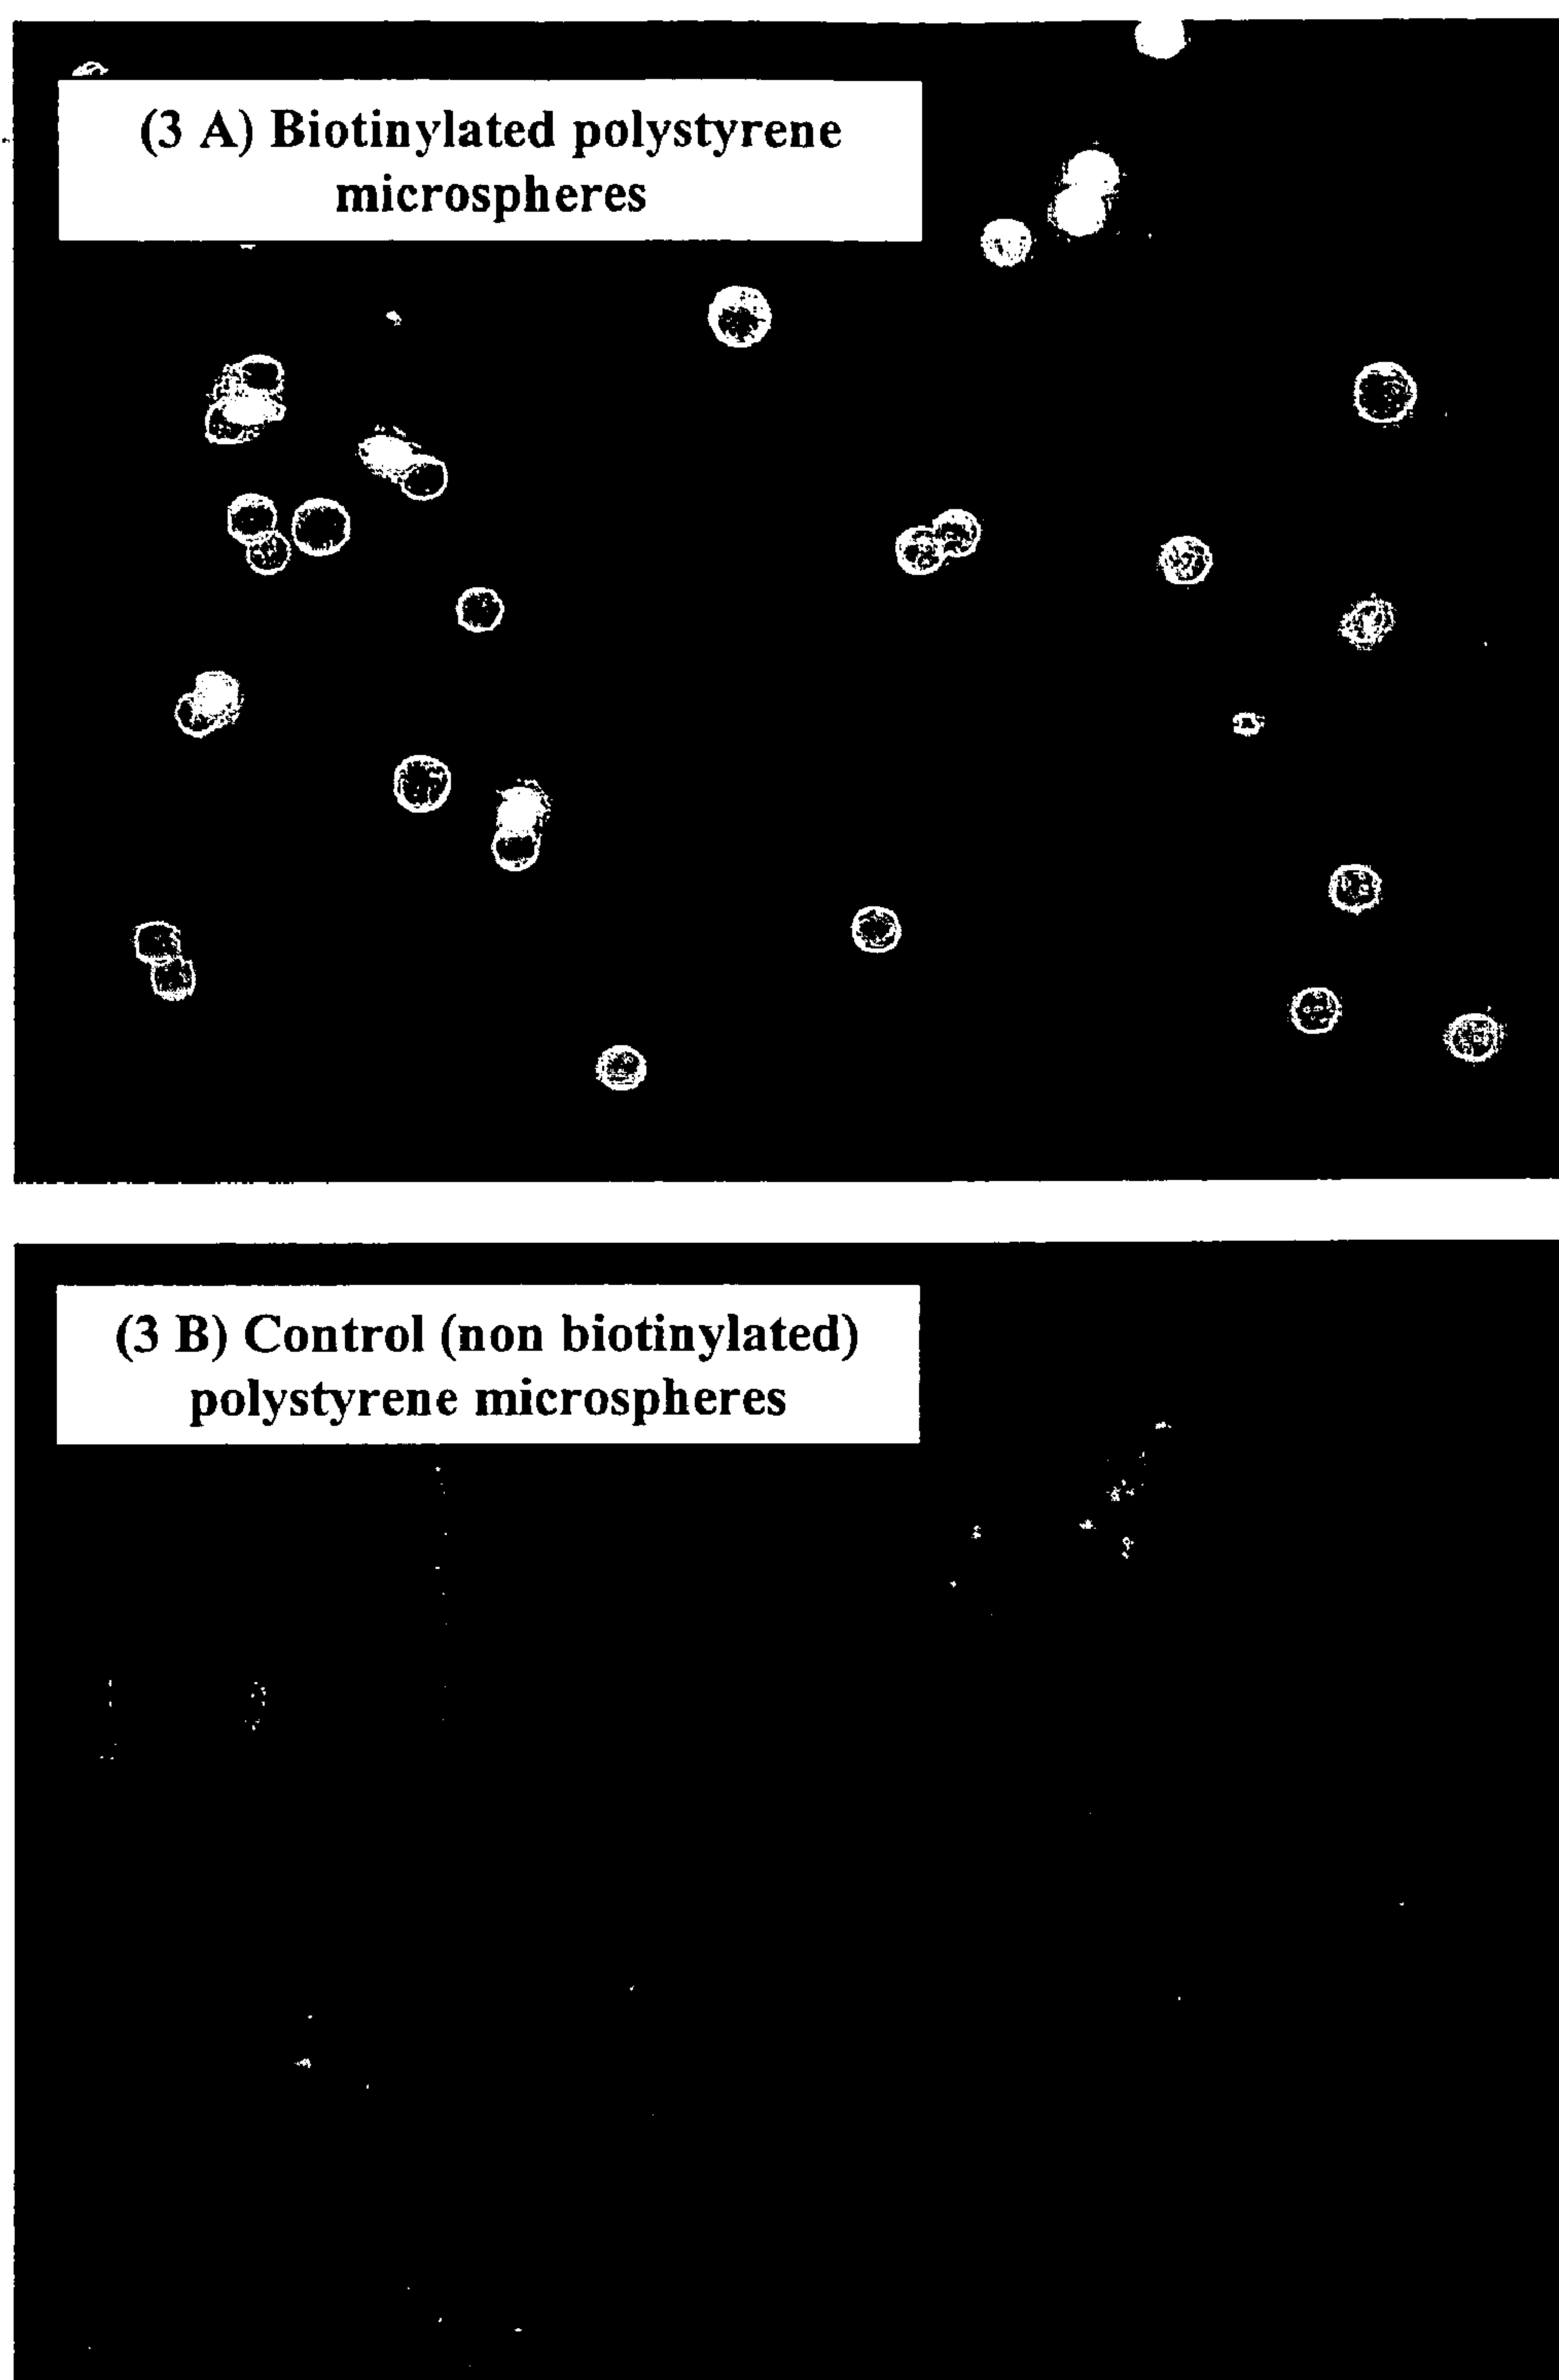 (3 A) Biotinylated polystyrene
microspheres
(3 B) Control (non biotinylated)
polystyrene microspheres